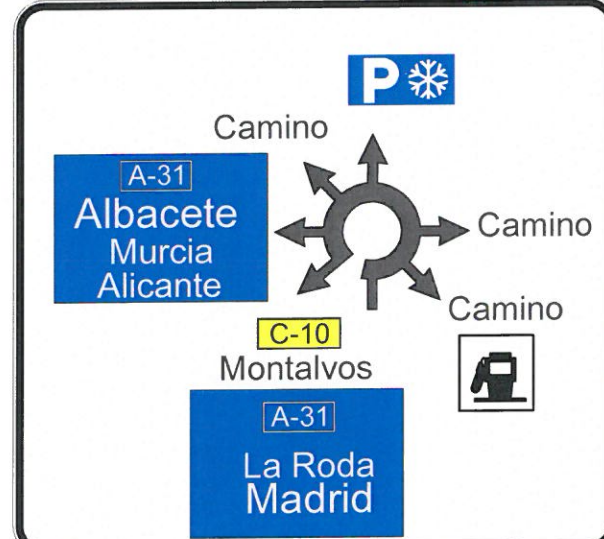 P
Camino
A-31
Albacete
Murcia
Alicante
Camino
Camino
C-10
Montalvos
A-31
La Roda
Madrid